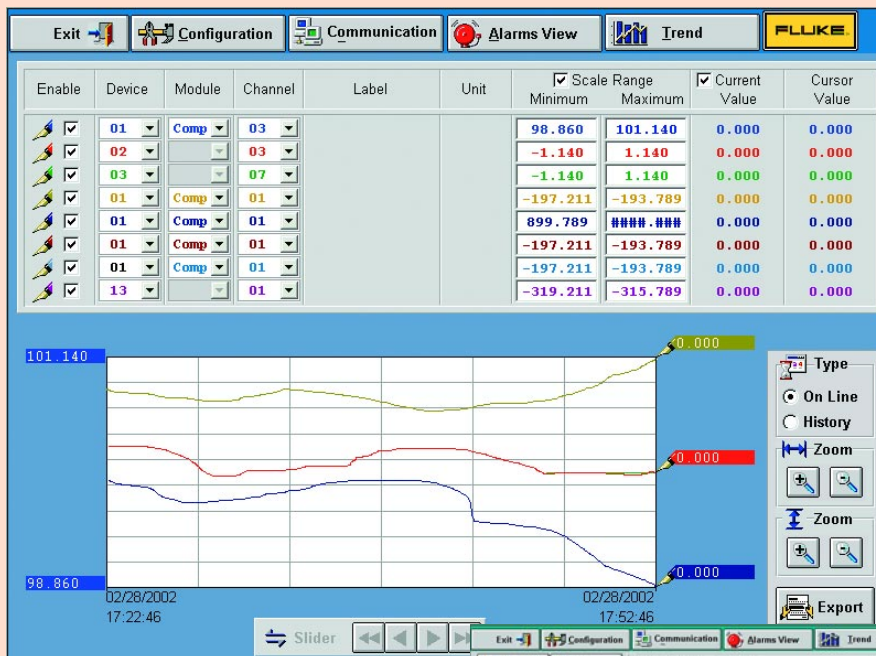 Exit Configuration Communication Alarms View Trend FLUKE.
Enable Device Module Channel Label Unit Scale Range Minimum Maximum Current Value Cursor Value
01 Comp 03 98.860 101.140 0.000 0.000
02 03 -1.140 1.140 0.000 0.000
03 07 -1.140 1.140 0.000 0.000
01 Comp 01 -197.211 -193.789 0.000 0.000
01 Comp 01 899.789 ####.### 0.000 0.000
01 Comp 01 -197.211 -193.789 0.000 0.000
01 Comp 01 -197.211 -193.789 0.000 0.000
13 01 -319.211 -315.789 0.000 0.000
0.000
101.140
Type
On Line
History
Zoom
0.000
Zoom
0.000
98.860
02/28/2002 02/28/2002
17:22:46 17:52:46
Export
Slider
Exit Configuration Communication Alarms View Trend